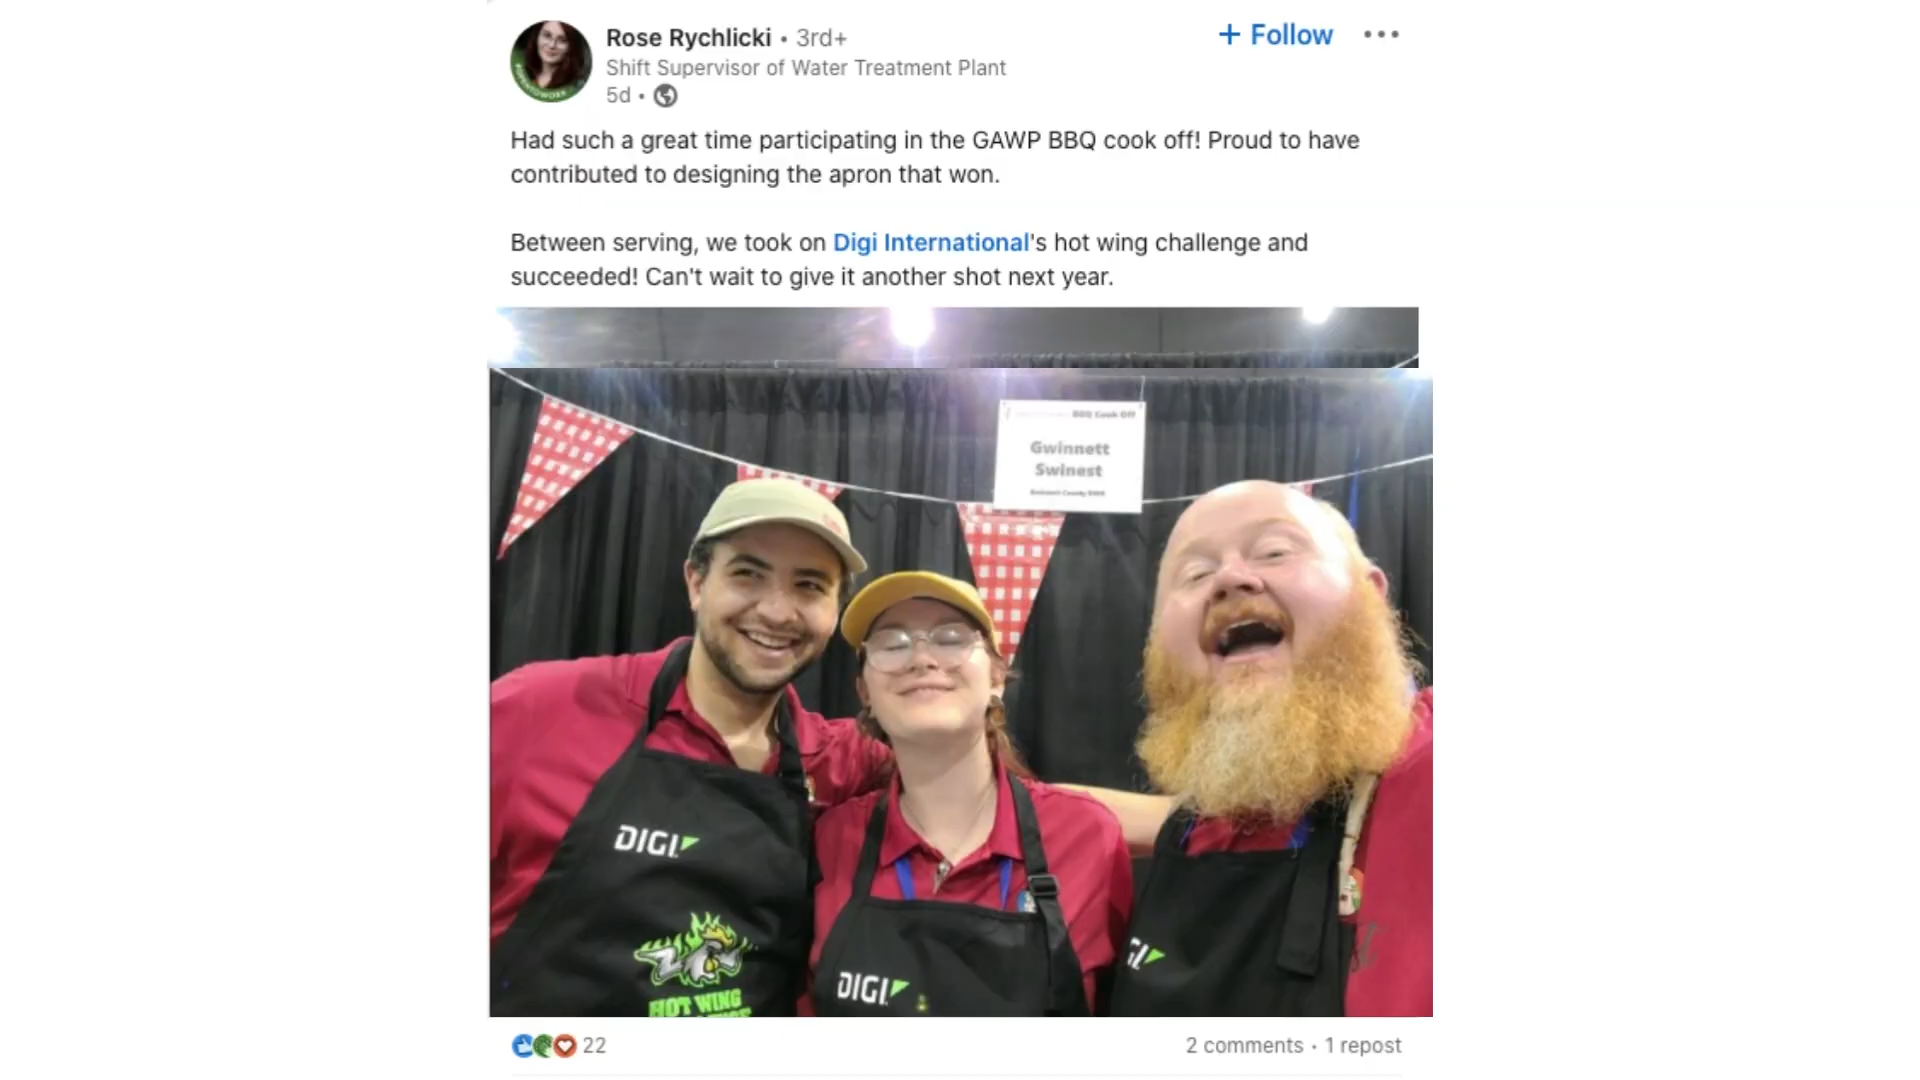 Rose Rychlicki • 3rd+
+ Follow
Shift Supervisor of Water Treatment Plant
5d •
Had such a great time participating in the GAWP BBQ cook off! Proud to have
contributed to designing the apron that won.
Between serving, we took on Digi International's hot wing challenge and
succeeded! Can't wait to give it another shot next year.
BBQ Cook Off
Gwinnett
Swinest
DIGI
HOT WING
DIGI
22
2 comments • 1 repost